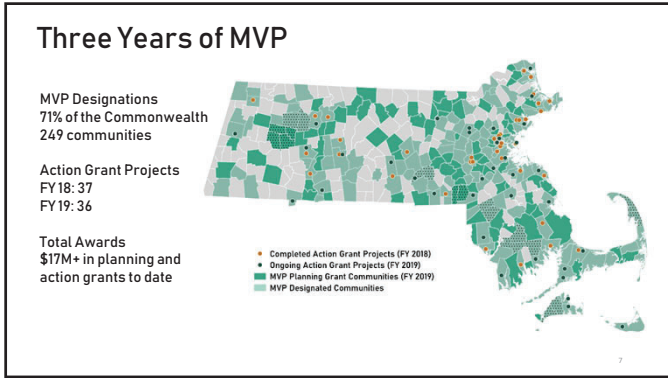 Three Years of MVP
MVP Designations
71% of the Commonwealth
249 communities
Action Grant Projects
FY 18: 37
FY 19: 36
Total Awards
$17M+ in planning and
action grants to date
Completed Action Grant Projects (FY 2018)
Ongoing Action Grant Projects (FY 2019)
MVP Planning Grant Communities (FY 2019)
MVP Designated Communities
7